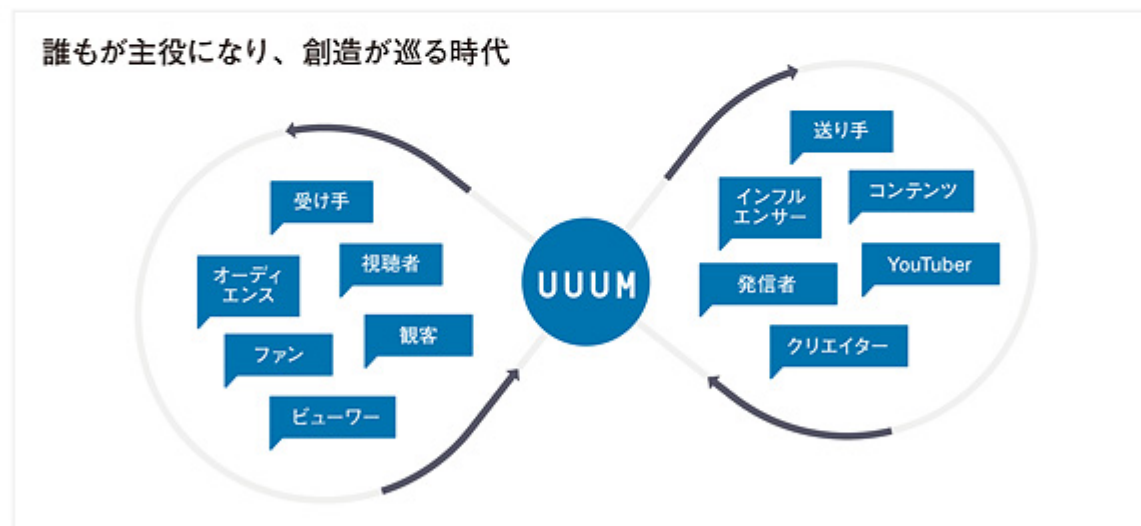 誰もが主役になり、創造が巡る時代
受け手
オーディ
エンス
視聴者
ファン
観客
ビューワー
UUUM
送り手
インフル
エンサー
コンテンツ
発信者
YouTuber
クリエイター